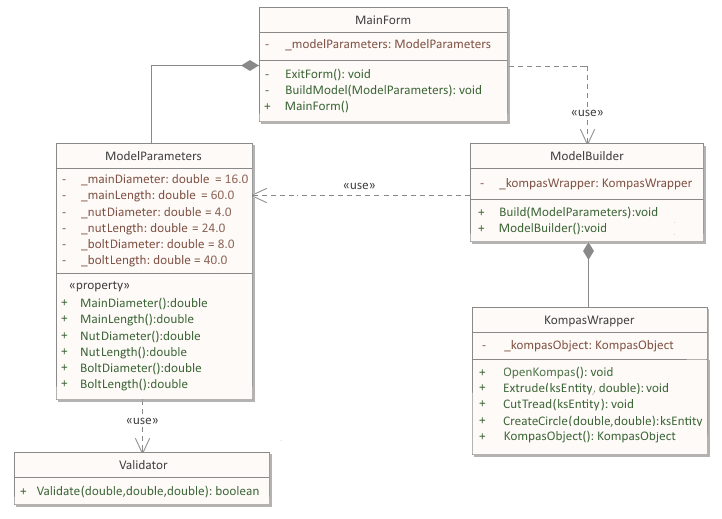 MainForm
- _modelParameters: ModelParameters
- ExitForm(): void
- BuildModel(ModelParameters): void
+ MainForm()
«use»
ModelParameters
- _mainDiameter: double = 16.0
- _mainLength: double = 60.0
- _nutDiameter: double = 4.0
- _nutLength: double = 24.0
- _boltDiameter: double = 8.0
- _boltLength: double = 40.0
«property»
+ MainDiameter():double
+ MainLength():double
+ NutDiameter():double
+ NutLength():double
+ BoltDiameter():double
+ BoltLength():double
«use»
ModelBuilder
- _kompasWrapper: KompasWrapper
+ Build(ModelParameters):void
+ ModelBuilder():void
KompasWrapper
- _kompasObject: KompasObject
+ OpenKompas(): void
+ Extrude(ksEntity, double): void
+ CutTread(ksEntity): void
+ CreateCircle(double,double):ksEntity
+ KompasObject(): KompasObject
«use»
Validator
+ Validate(double,double,double): boolean